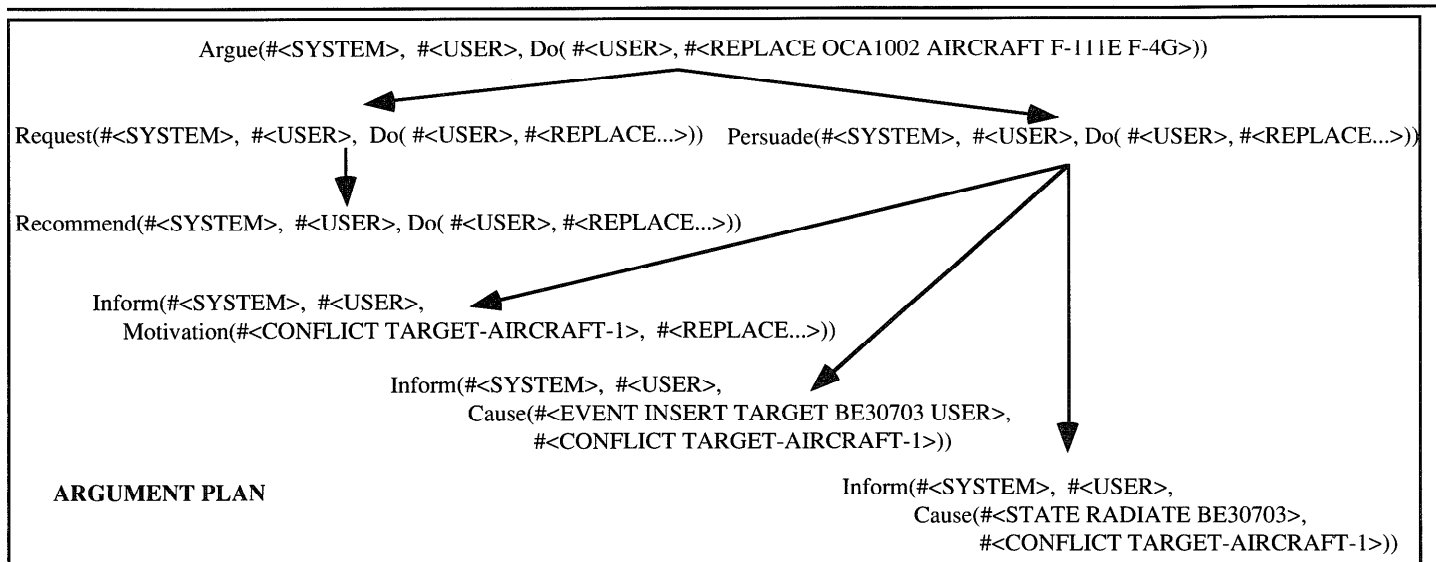 Argue(#<SYSTEM>, #<USER>, Do( #<USER>, #<REPLACE OCA1002 AIRCRAFT F-111E F-4G>))
Request(#<SYSTEM>, #<USER>, Do( #<USER>, #<REPLACE...>)) Persuade(#<SYSTEM>, #<USER>, Do( #<USER>, #<REPLACE...>))
Recommend(#<SYSTEM>, #<USER>, Do( #<USER>, #<REPLACE...>))
Inform(#<SYSTEM>, #<USER>,
Motivation(#<CONFLICT TARGET-AIRCRAFT-1>, #<REPLACE...>))
Inform(#<SYSTEM>, #<USER>,
Cause(#<EVENT INSERT TARGET BE30703 USER>,
#<CONFLICT TARGET-AIRCRAFT-1>))
ARGUMENT PLAN
Inform(#<SYSTEM>, #<USER>,
Cause(#<STATE RADIATE BE30703>,
#<CONFLICT TARGET-AIRCRAFT-1>))